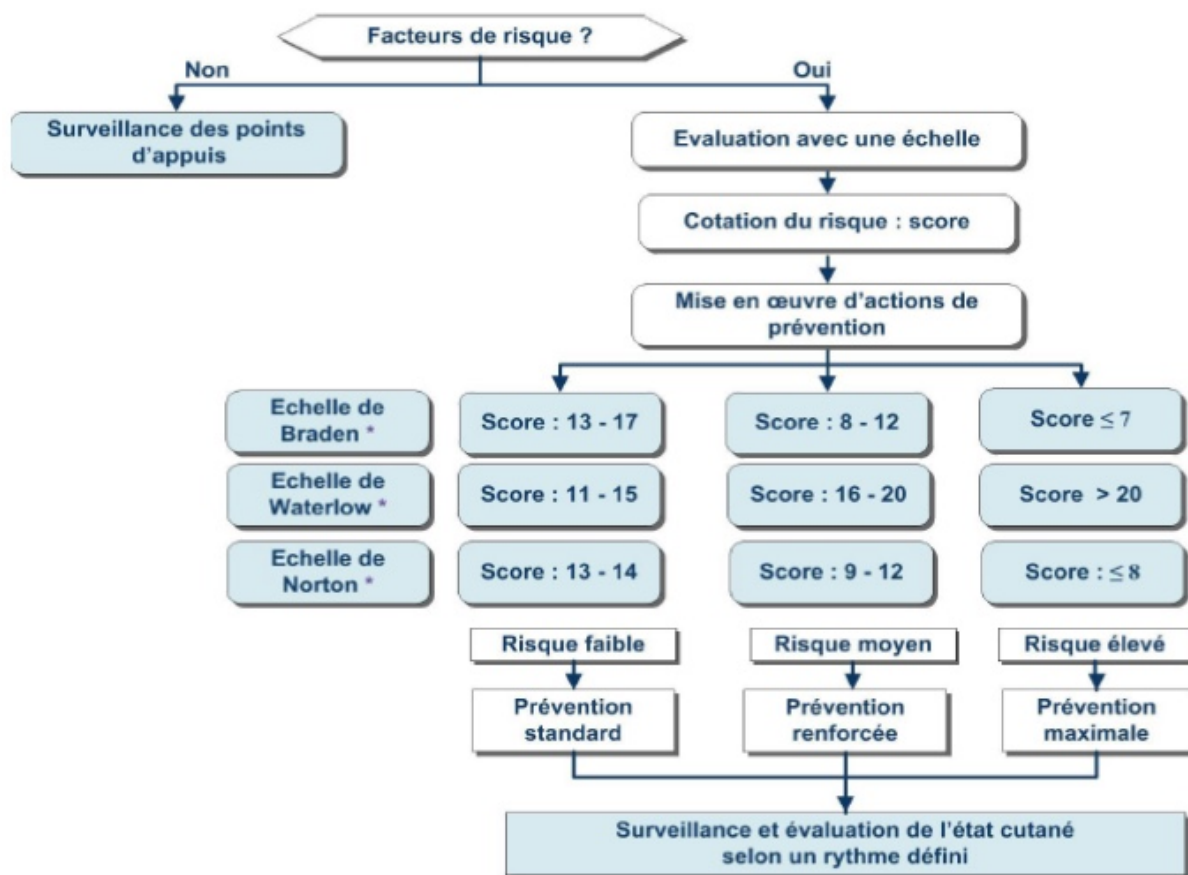 Facteurs de risque ?
Non
Oui
Surveillance des points
d'appuis
Evaluation avec une échelle
Cotation du risque : score
Mise en œuvre d'actions de
prévention
Echelle de
Braden *
Score : 13 - 17
Score : 8 - 12
Score ≤ 7
Echelle de
Waterlow *
Score : 11 - 15
Score : 16 - 20
Score > 20
Echelle de
Norton *
Score : 13 - 14
Score : 9 - 12
Score : ≤ 8
Risque faible
Risque moyen
Risque élevé
Prévention
standard
Prévention
renforcée
Prévention
maximale
Surveillance et évaluation de l'état cutané
selon un rythme défini